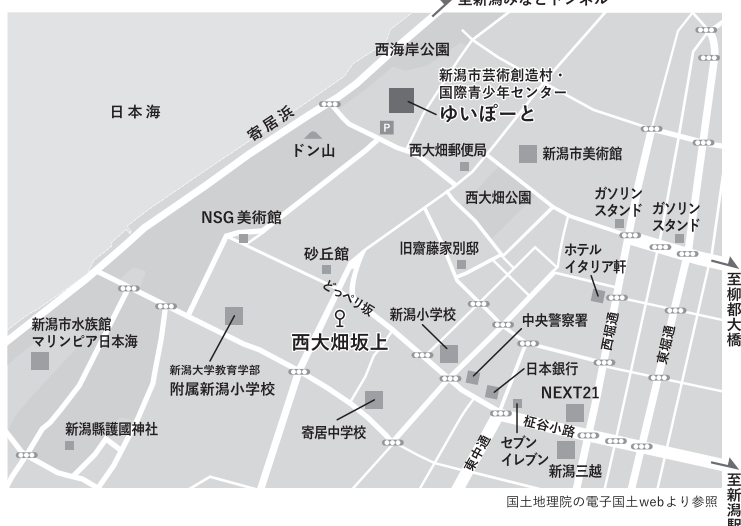 至新潟みなとトンネル
西海岸公園
新潟市芸術創造村・
国際青少年センター
ゆいぽーと
日本海
寄居浜
P
ドン山
西大畑郵便局
新潟市美術館
西大畑公園
ガソリン
スタンド
ガソリン
スタンド
NSG美術館
砂丘館
旧齋藤家別邸
ホテル
イタリア軒
至柳都大橋
どっぺり坂
新潟小学校
中央警察署
西堀通
東堀通
新潟市水族館
マリンピア日本海
西大畑坂上
新潟大学教育学部
附属新潟小学校
日本銀行
NEXT21
新潟縣護國神社
寄居中学校
東中通
セブン
イレブン
柾谷小路
新潟三越
至新潟駅
国土地理院の電子国土webより参照